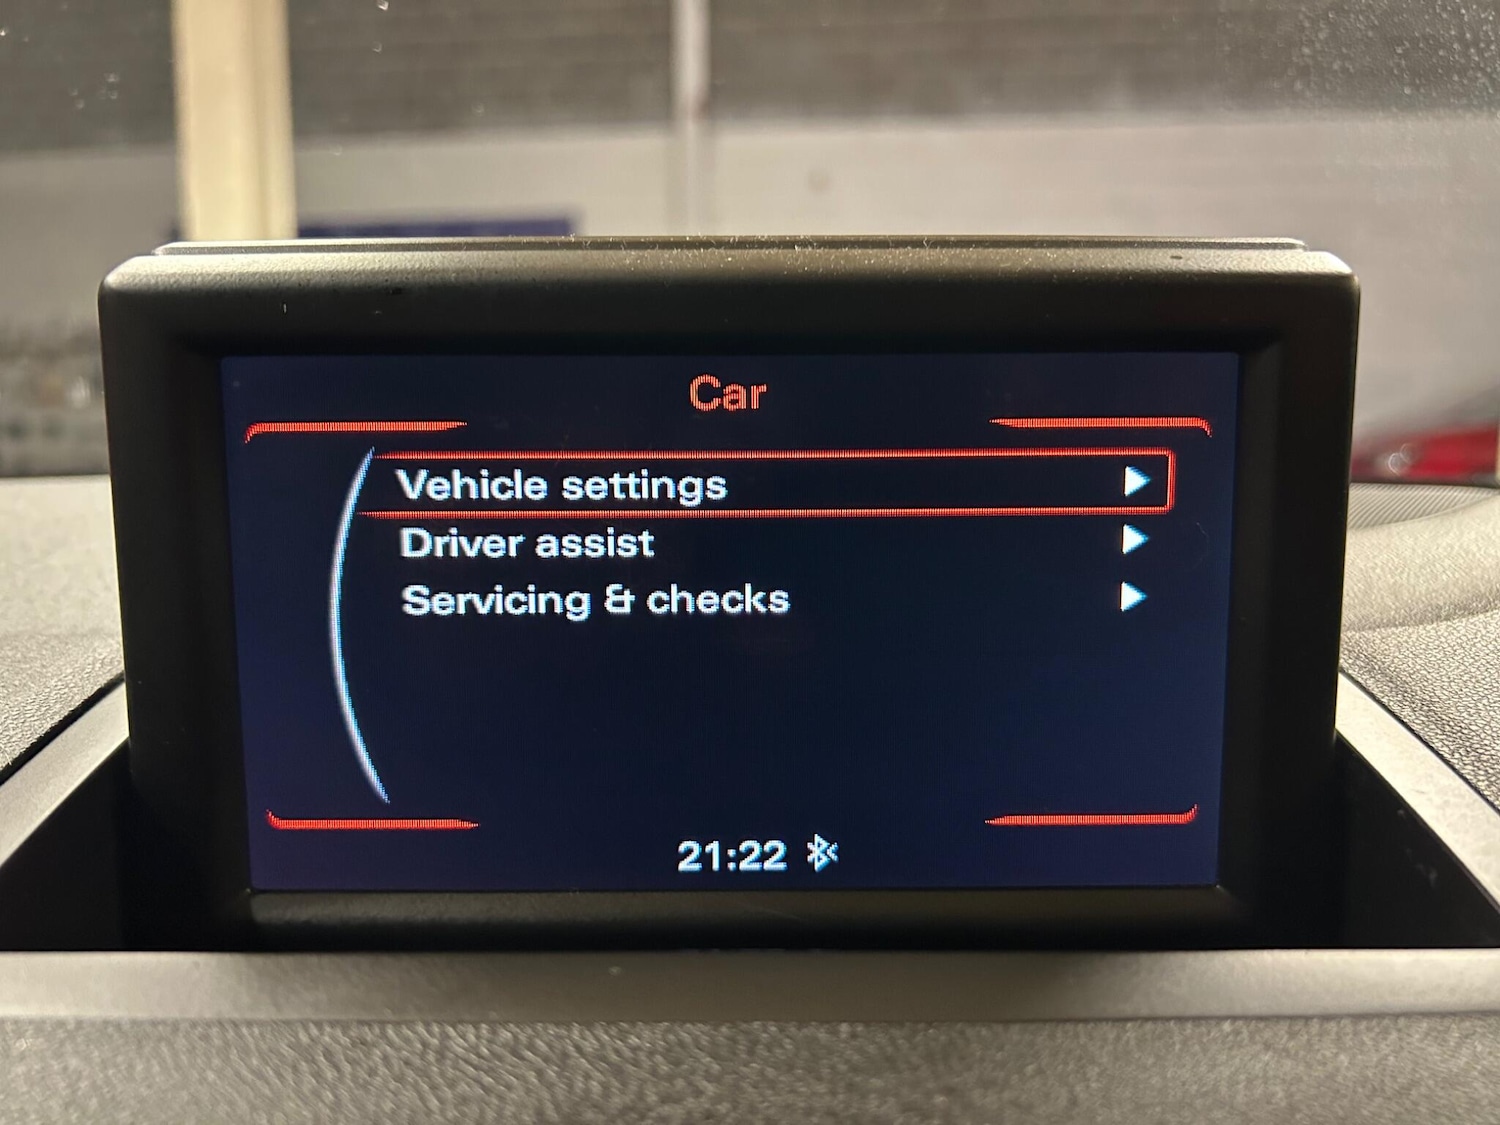 Car
Vehicle settings
Driver assist
Servicing & checks
21:22